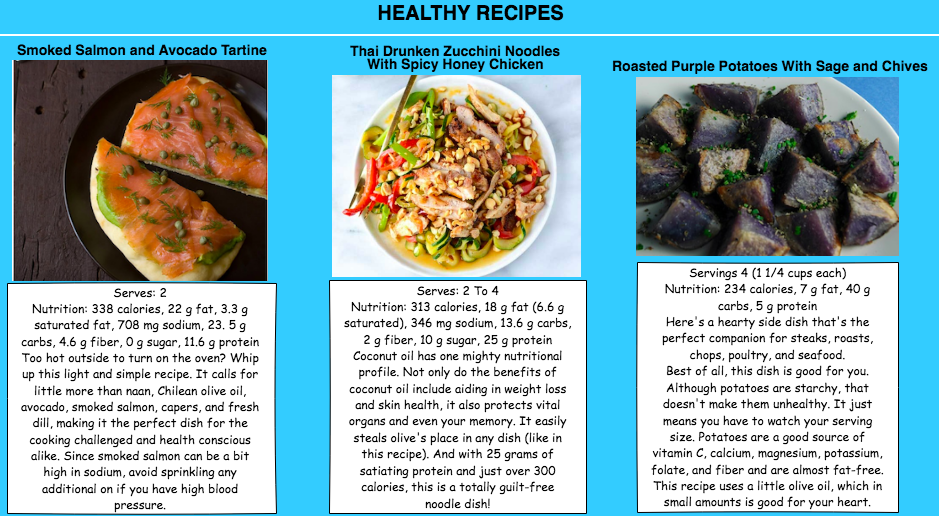 HEALTHY RECIPES
Smoked Salmon and Avocado Tartine
Serves: 2
Nutrition: 338 calories, 22 g fat, 3.3 g
saturated fat, 708 mg sodium, 23. 5 g
carbs, 4.6 g fiber, 0 g sugar, 11.6 g protein
Too hot outside to turn on the oven? Whip
up this light and simple recipe. It calls for
little more than naan, Chilean olive oil,
avocado, smoked salmon, capers, and fresh
dill, making it the perfect dish for the
cooking challenged and health conscious
alike. Since smoked salmon can be a bit
high in sodium, avoid sprinkling any
additional on if you have high blood
pressure.
Thai Drunken Zucchini Noodles
With Spicy Honey Chicken
Serves: 2 To 4
Nutrition: 313 calories, 18 g fat (6.6 g
saturated), 346 mg sodium, 13.6 g carbs,
2 g fiber, 10 g sugar, 25 g protein
Coconut oil has one mighty nutritional
profile. Not only do the benefits of
coconut oil include aiding in weight loss
and skin health, it also protects vital
organs and even your memory. It easily
steals olive's place in any dish (like in
this recipe). And with 25 grams of
satiating protein and just over 300
calories, this is a totally guilt-free
noodle dish!
Roasted Purple Potatoes With Sage and Chives
Servings 4 (1 1/4 cups each)
Nutrition: 234 calories, 7 g fat, 40 g
carbs, 5 g protein
Here's a hearty side dish that's the
perfect companion for steaks, roasts,
chops, poultry, and seafood.
Best of all, this dish is good for you.
Although potatoes are starchy, that
doesn't make them unhealthy. It just
means you have to watch your serving
size. Potatoes are a good source of
vitamin C, calcium, magnesium, potassium,
folate, and fiber and are almost fat-free.
This recipe uses a little olive oil, which in
small amounts is good for your heart.